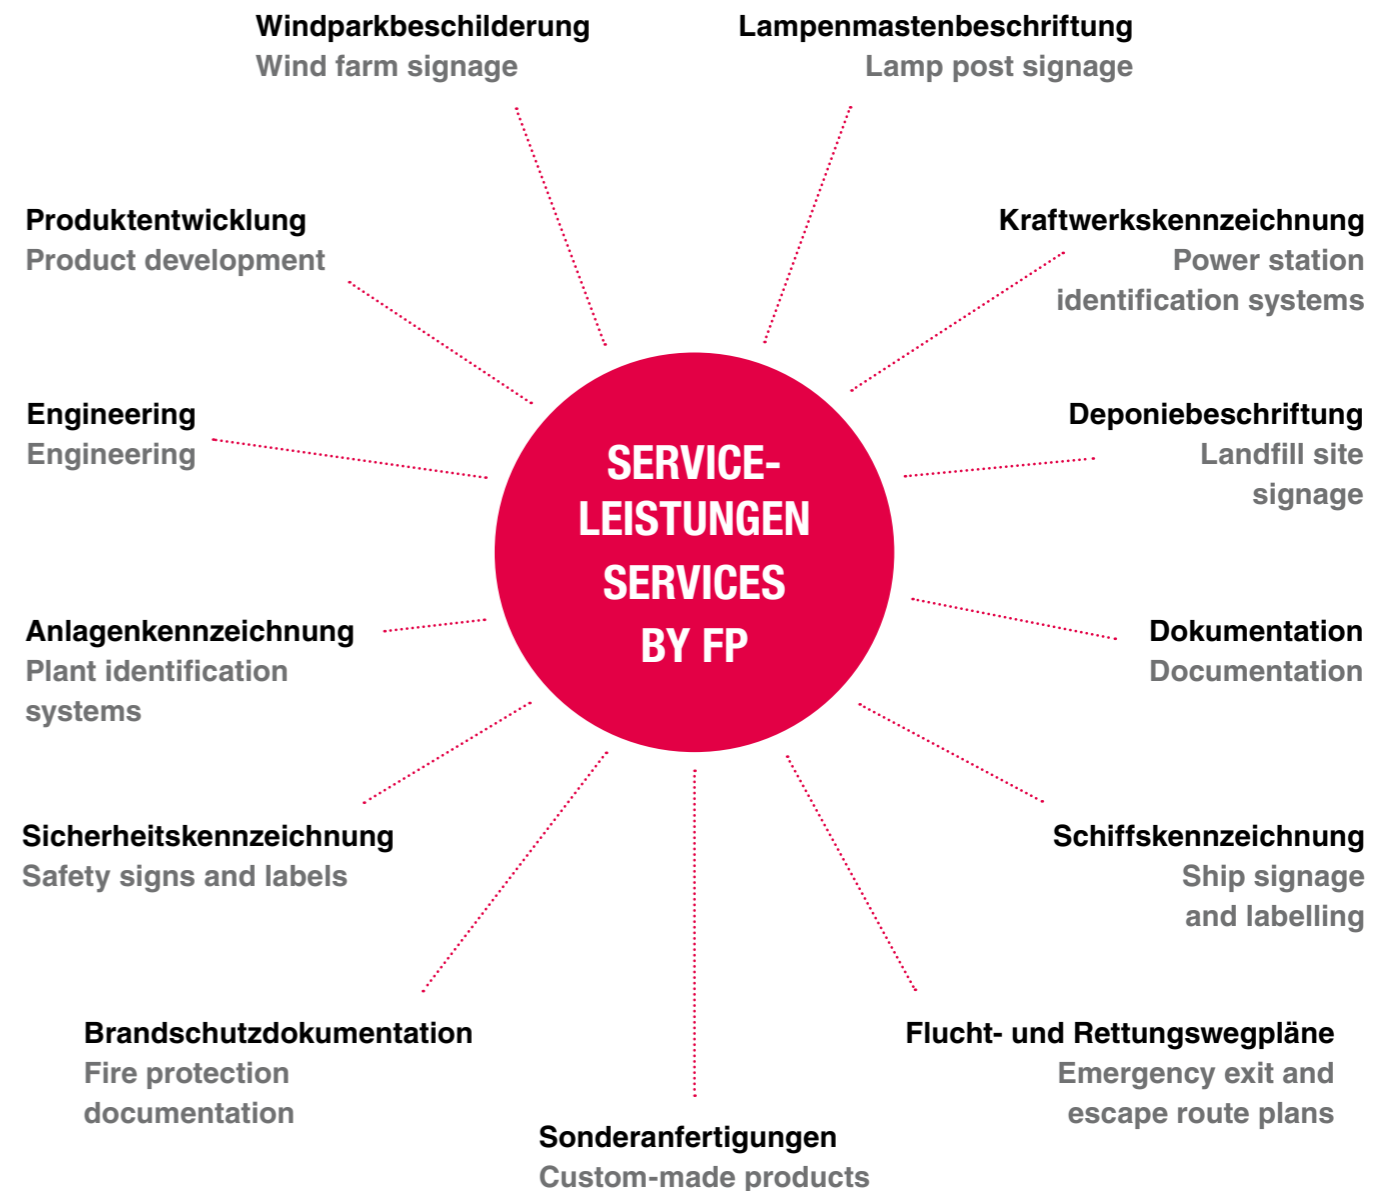 Windparkbeschilderung
Wind farm signage
Lampenmastenbeschriftung
Lamp post signage
Produktentwicklung
Product development
Kraftwerkskennzeichnung
Power station
identification systems
Engineering
Engineering
Deponiebeschriftung
Landfill site
signage
SERVICE-
LEISTUNGEN
SERVICES
BY FP
Anlagenkennzeichnung
Plant identification
systems
Dokumentation
Documentation
Sicherheitskennzeichnung
Safety signs and labels
Schiffskennzeichnung
Ship signage
and labelling
Brandschutzdokumentation
Fire protection
documentation
Flucht- und Rettungswegpläne
Emergency exit and
escape route plans
Sonderanfertigungen
Custom-made products